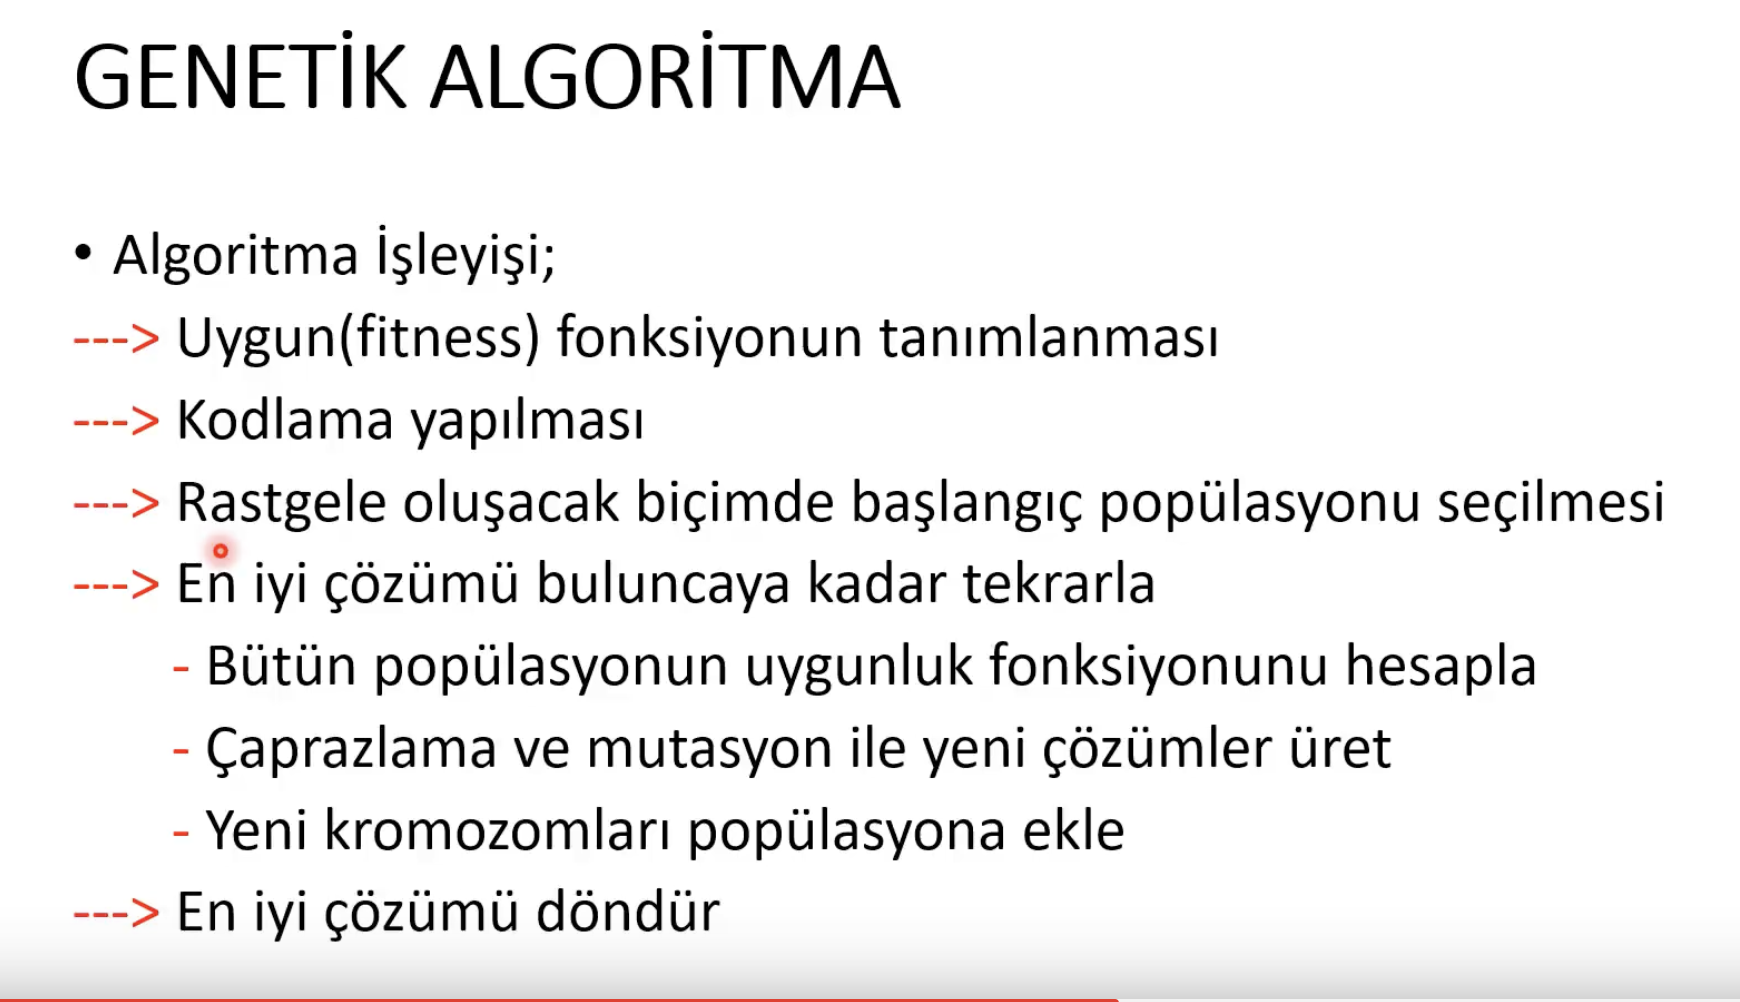 GENETİK ALGORİTMA
• Algoritma İşleyişi;
---> Uygun(fitness) fonksiyonun tanımlanması
---> Kodlama yapılması
---> Rastgele oluşacak biçimde başlangıç popülasyonu seçilmesi
---> En iyi çözümü buluncaya kadar tekrarla
- Bütün popülasyonun uygunluk fonksiyonunu hesapla
- Çaprazlama ve mutasyon ile yeni çözümler üret
- Yeni kromozomları popülasyona ekle
---> En iyi çözümü döndür